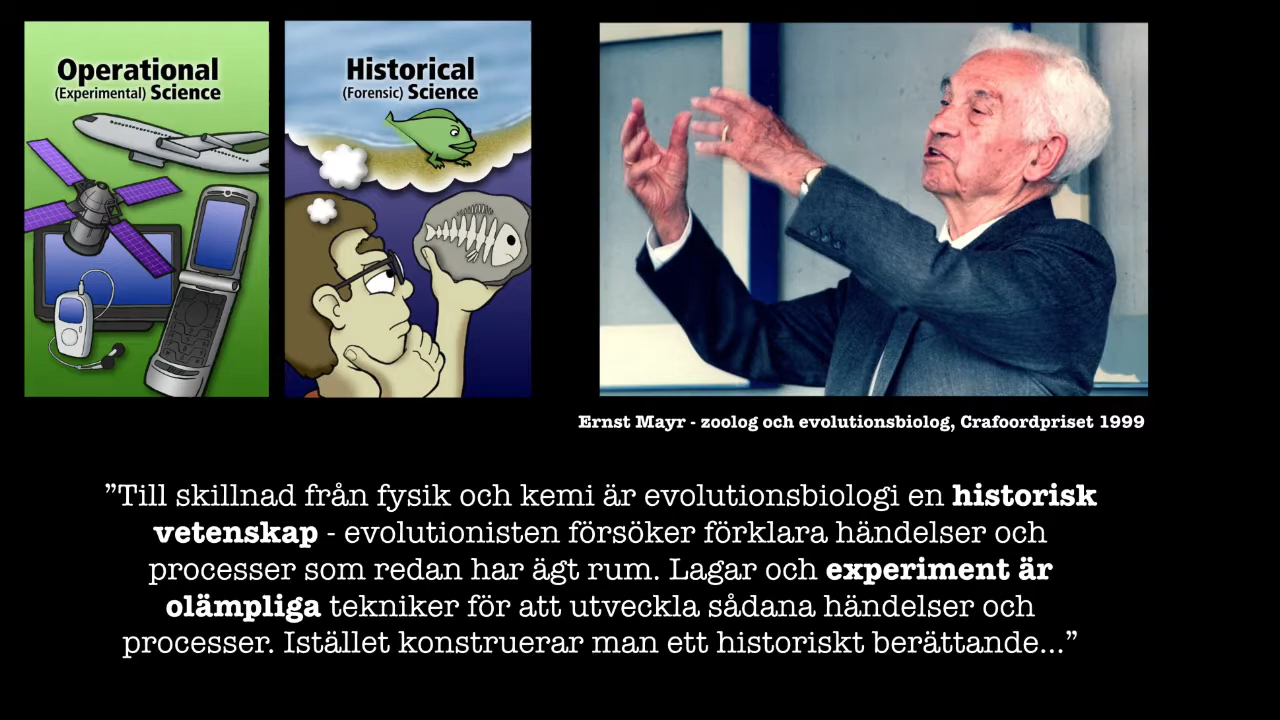 Operational
(Experimental) Science
Historical
(Forensic) Science
Ernst Mayr - zoolog och evolutionsbiolog, Crafoordpriset 1999
”Till skillnad från fysik och kemi är evolutionsbiologi en historisk
vetenskap - evolutionisten försöker förklara händelser och
processer som redan har ägt rum. Lagar och experiment är
olämpliga tekniker för att utveckla sådana händelser och
processer. Istället konstruerar man ett historiskt berättande...”